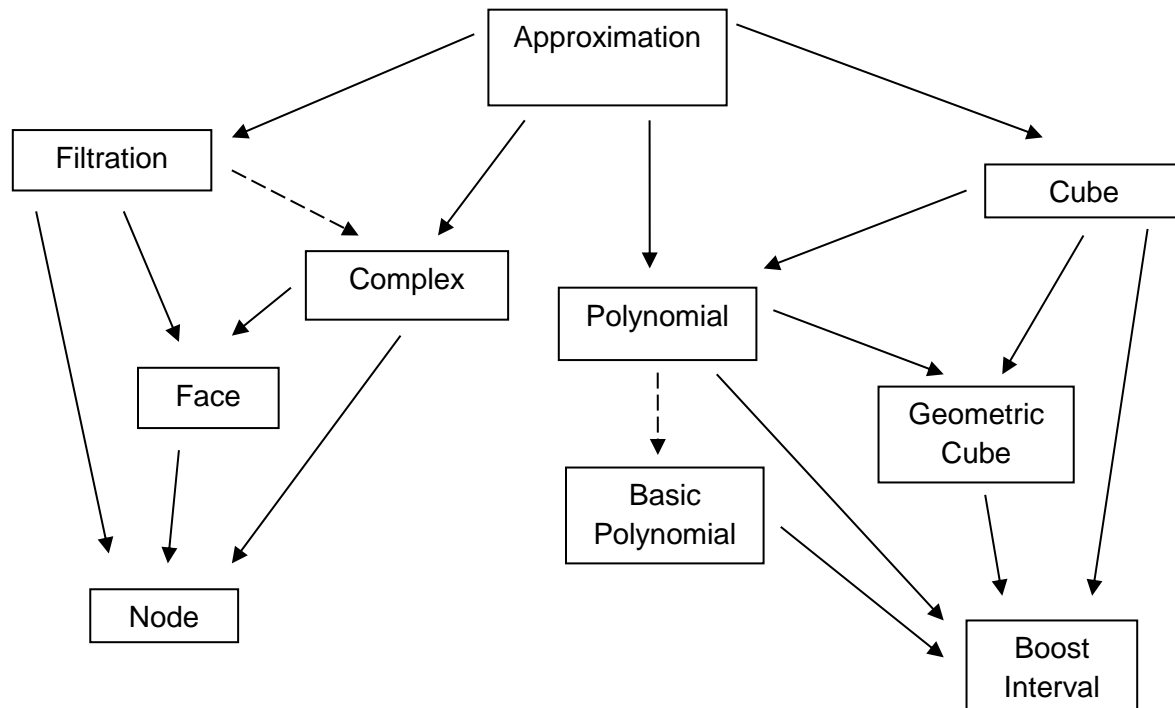 Approximation
Filtration
Cube
Complex
Polynomial
Face
Geometric
Cube
Basic
Polynomial
Node
Boost
Interval